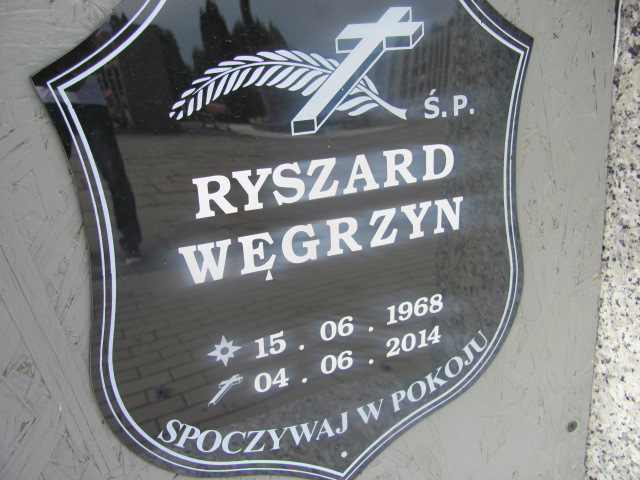 Ś.P.
RYSZARD
WĘGRZYN
15 . 06 . 1968
04 . 06 . 2014
SPOCZYWAJ W POKOJU